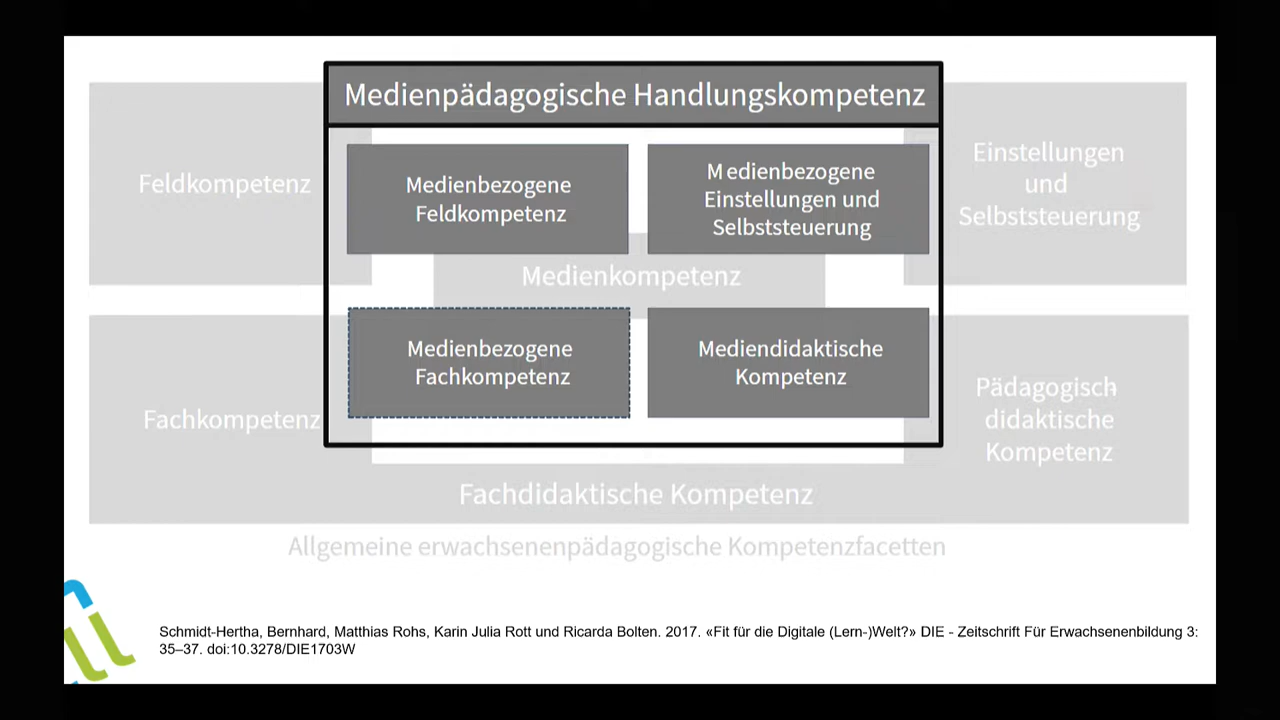 Medienpädagogische Handlungskompetenz
Feldkompetenz
Medienbezogene
Feldkompetenz
Medienbezogene
Einstellungen und
Selbststeuerung
Einstellungen
und
Selbststeuerung
Medienkompetenz
Fachkompetenz
Medienbezogene
Fachkompetenz
Mediendidaktische
Kompetenz
Pädagogisch-
didaktische
Kompetenz
Fachdidaktische Kompetenz
Allgemeine erwachsenenpädagogische Kompetenzfacetten
Schmidt-Hertha, Bernhard, Matthias Rohs, Karin Julia Rott und Ricarda Bolten. 2017. «Fit für die Digitale (Lern-)Welt?» DIE - Zeitschrift Für Erwachsenenbildung 3:
35–37. doi:10.3278/DIE1703W